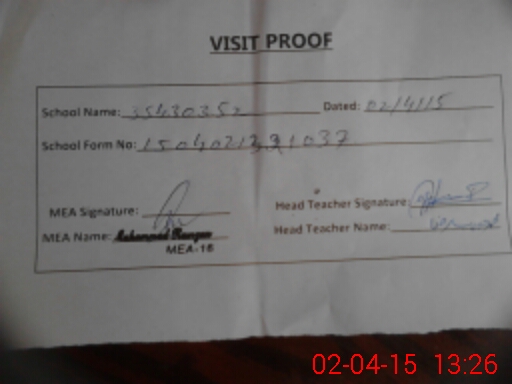 VISIT PROOF
School Name: 35430352 Dated: 02/4/15
School Form No: 
MEA Signature: Head Teacher Signature:
MEA Name: Muhammad MEA-16
Head Teacher Name:
02-04-15 13:26